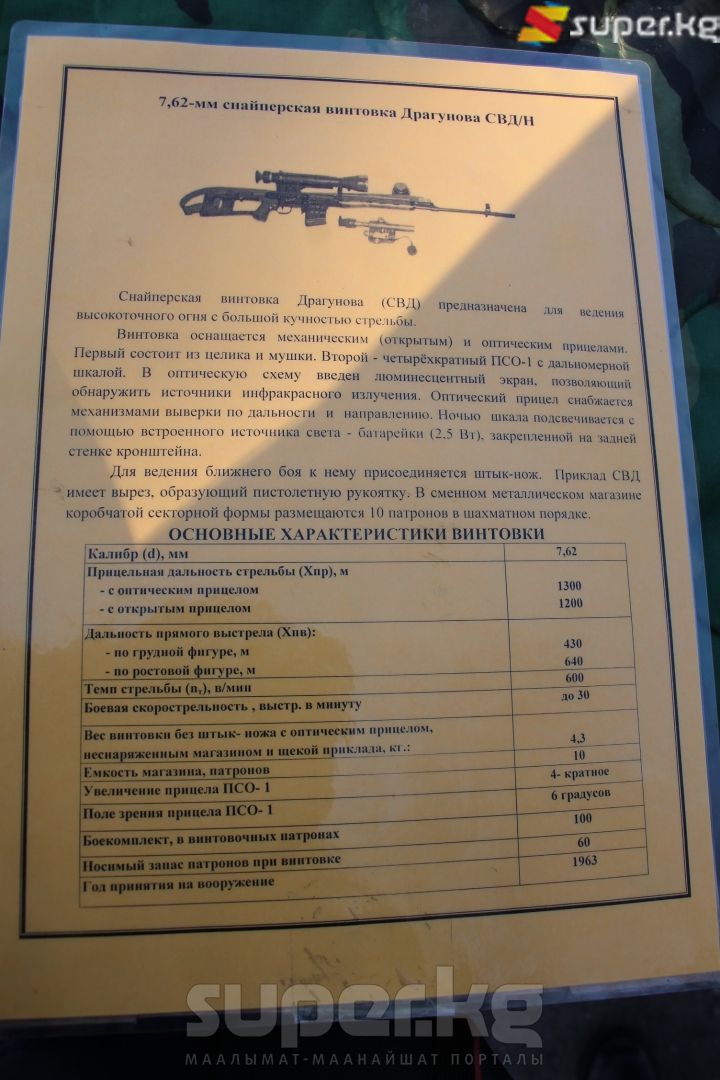 super.kg
7,62-мм снайперская винтовка Драгунова СВД/Н
Снайперская винтовка Драгунова (СВД) предназначена для ведения
высокоточного огня с большой кучностью стрельбы.
Винтовка оснащается механическим (открытым) и оптическим прицелами.
Первый состоит из целика и мушки. Второй - четырёхкратный ПСО-1 с дальномерной
шкалой. В оптическую схему введен люминесцентный экран, позволяющий
обнаружить источники инфракрасного излучения. Оптический прицел снабжается
механизмами выверки по дальности и направлению. Ночью шкала подсвечивается с
помощью встроенного источника света - батарейки (2,5 Вт), закрепленной на задней
стенке кронштейна.
Для ведения ближнего боя к нему присоединяется штык-нож. Приклад СВД
имеет вырез, образующий пистолетную рукоятку. В сменном металлическом магазине
коробчатой секторной формы размещаются 10 патронов в шахматном порядке.
ОСНОВНЫЕ ХАРАКТЕРИСТИКИ ВИНТОВКИ
Калибр (d), мм 7,62
Прицельная дальность стрельбы (Хпр), м
- с оптическим прицелом 1300
- с открытым прицелом 1200
Дальность прямого выстрела (Хпв):
- по грудной фигуре, м 430
- по ростовой фигуре, м 640
Темп стрельбы (nт), в/мин 600
Боевая скорострельность , выстр. в минуту до 30
Вес винтовки без штык- ножа с оптическим прицелом,
неснаряженным магазином и щекой приклада, кг.: 4,3
Емкость магазина, патронов 10
Увеличение прицела ПСО- 1 4- кратное
Поле зрения прицела ПСО- 1 6 градусов
Боекомплект, в винтовочных патронах 100
Носимый запас патронов при винтовке 60
Год принятия на вооружение 1963
super.kg
МААЛЫМАТ-МААНАЙШАТ ПОРТАЛЫ